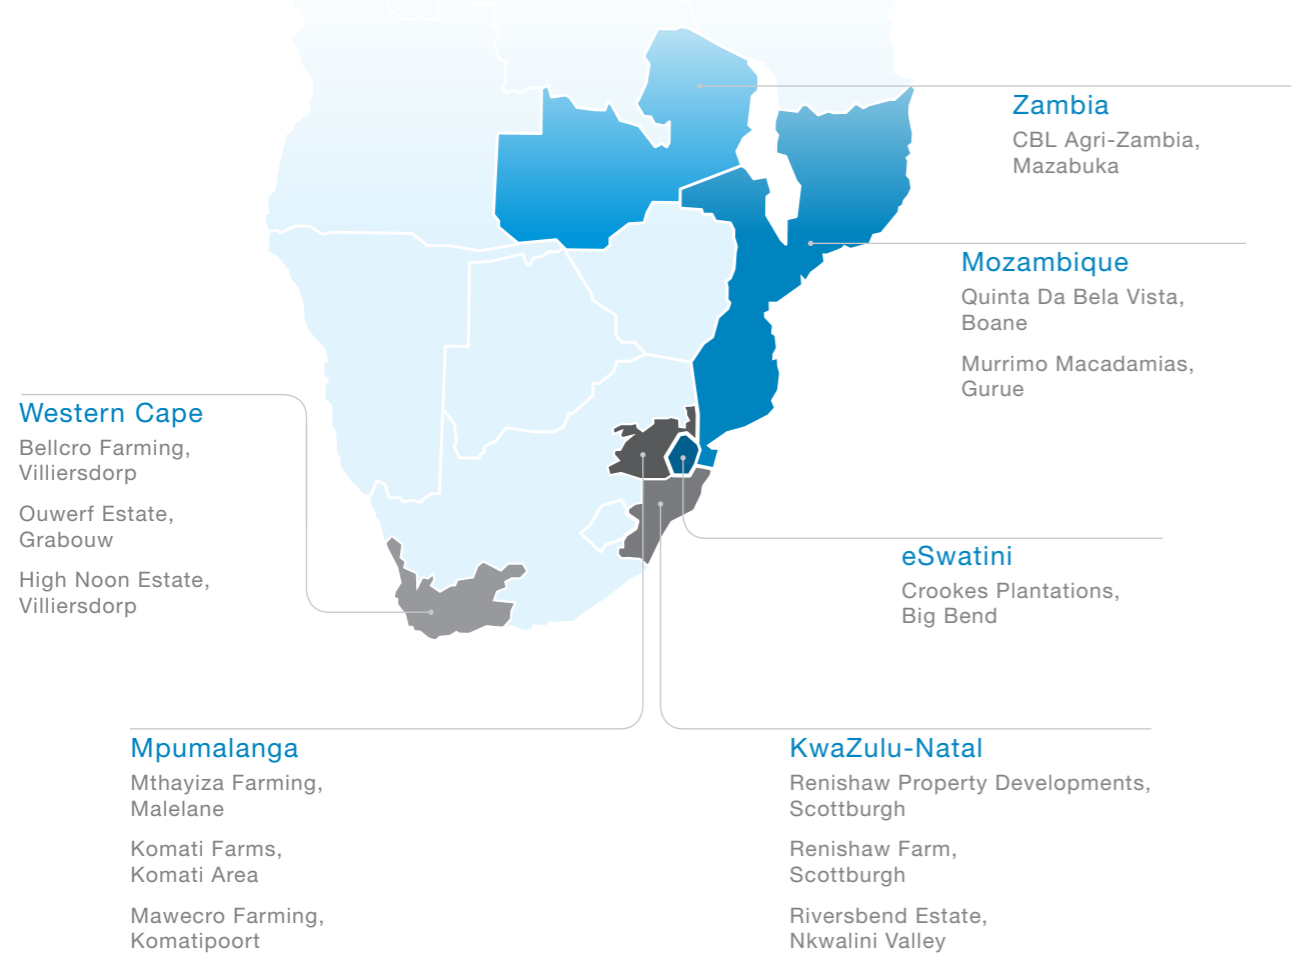 Zambia
CBL Agri-Zambia,
Mazabuka
Mozambique
Quinta Da Bela Vista,
Boane
Murrimo Macadamias,
Gurue
Western Cape
Bellcro Farming,
Villiersdorp
Ouwerf Estate,
Grabouw
High Noon Estate,
Villiersdorp
eSwatini
Crookes Plantations,
Big Bend
Mpumalanga
Mthayiza Farming,
Malelane
Komati Farms,
Komati Area
Mawecro Farming,
Komatipoort
KwaZulu-Natal
Renishaw Property Developments,
Scottburgh
Renishaw Farm,
Scottburgh
Riversbend Estate,
Nkwalini Valley